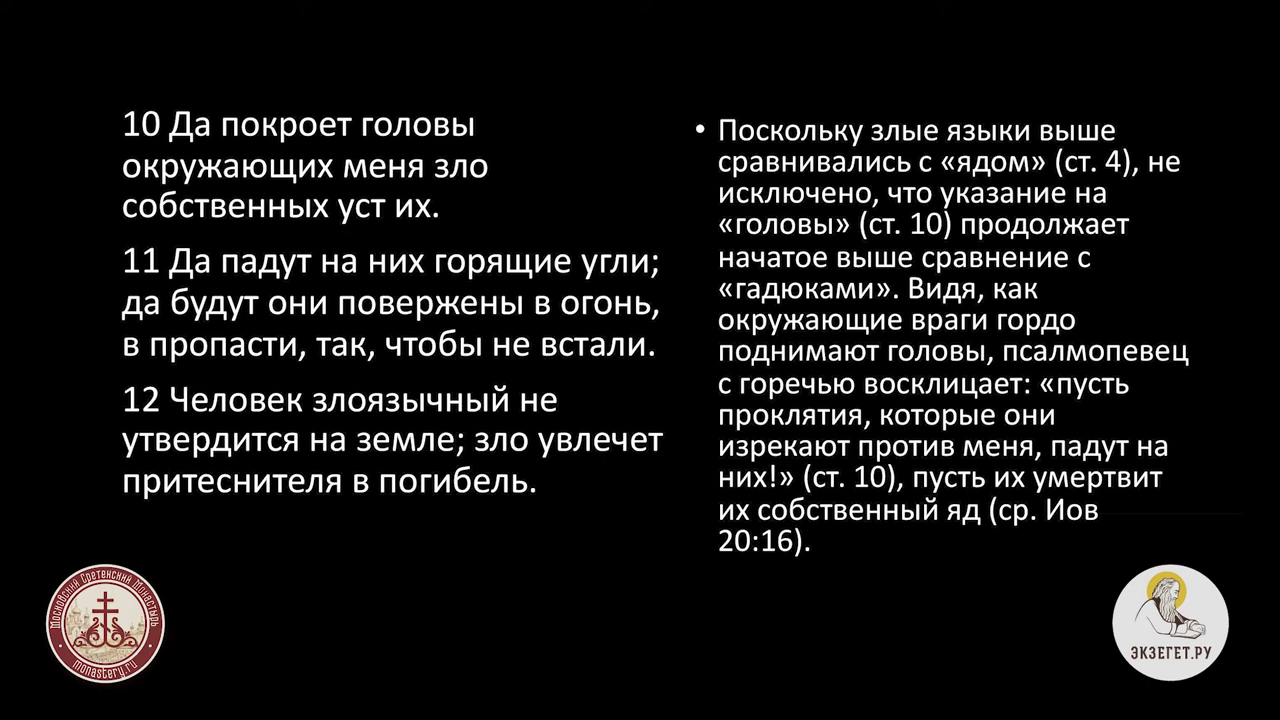 10 Да покроет головы
окружающих меня зло
собственных уст их.
11 Да падут на них горящие угли;
да будут они повержены в огонь,
в пропасти, так, чтобы не встали.
12 Человек злоязычный не
утвердится на земле; зло увлечет
притеснителя в погибель.
• Поскольку злые языки выше
сравнивались с «ядом» (ст. 4), не
исключено, что указание на
«головы» (ст. 10) продолжает
начатое выше сравнение с
«гадюками». Видя, как
окружающие враги гордо
поднимают головы, псалмопевец
с горечью восклицает: «пусть
проклятия, которые они
изрекают против меня, падут на
них!» (ст. 10), пусть их умертвит
их собственный яд (ср. Иов
20:16).
Московский Сретенский Монастырь
monastery.ru
ЭКЗЕГЕТ.РУ